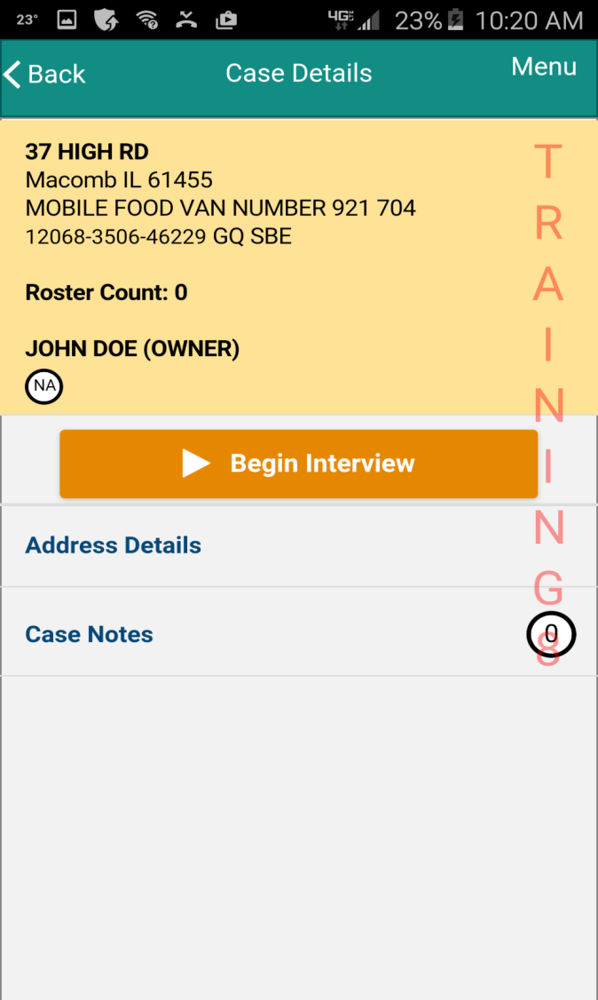 23°
4G LTE 23% 10:20 AM
Back
Case Details
Menu
37 HIGH RD
Macomb IL 61455
MOBILE FOOD VAN NUMBER 921 704
12068-3506-46229 GQ SBE
Roster Count: 0
JOHN DOE (OWNER)
NA
Begin Interview
Address Details
Case Notes
0
TRAINING8